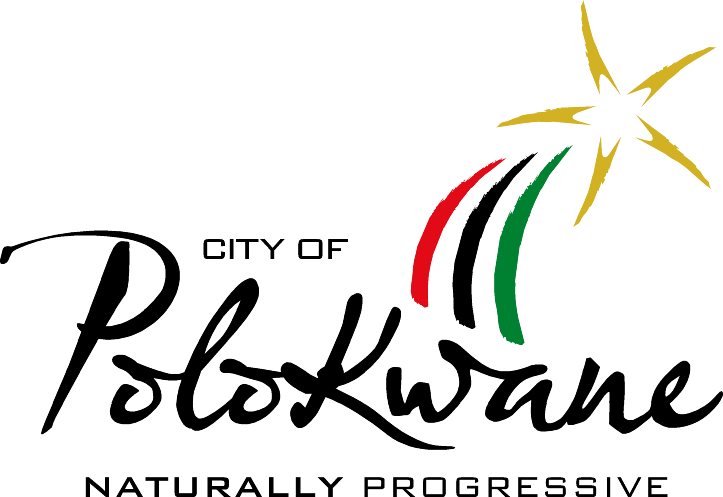 CITY OF
PoloKwane
NATURALLY PROGRESSIVE